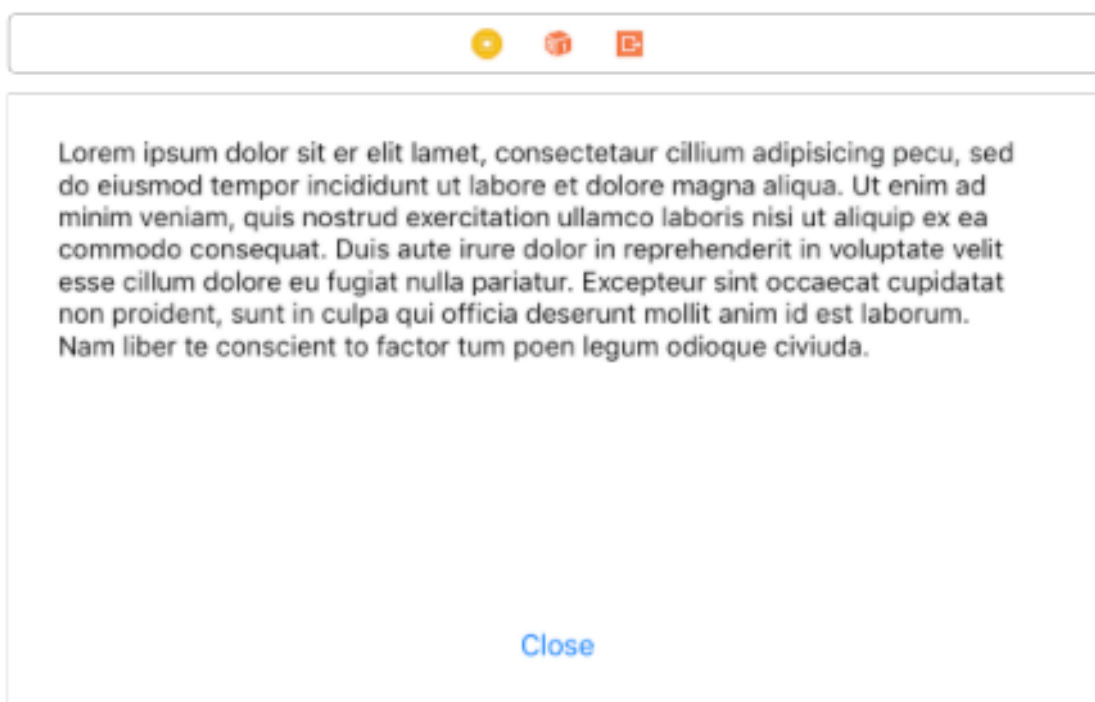 Lorem ipsum dolor sit er elit lamet, consectetaur cillium adipisicing pecu, sed
do eiusmod tempor incididunt ut labore et dolore magna aliqua. Ut enim ad
minim veniam, quis nostrud exercitation ullamco laboris nisi ut aliquip ex ea
commodo consequat. Duis aute irure dolor in reprehenderit in voluptate velit
esse cillum dolore eu fugiat nulla pariatur. Excepteur sint occaecat cupidatat
non proident, sunt in culpa qui officia deserunt mollit anim id est laborum.
Nam liber te conscient to factor tum poen legum odioque civiuda.
Close